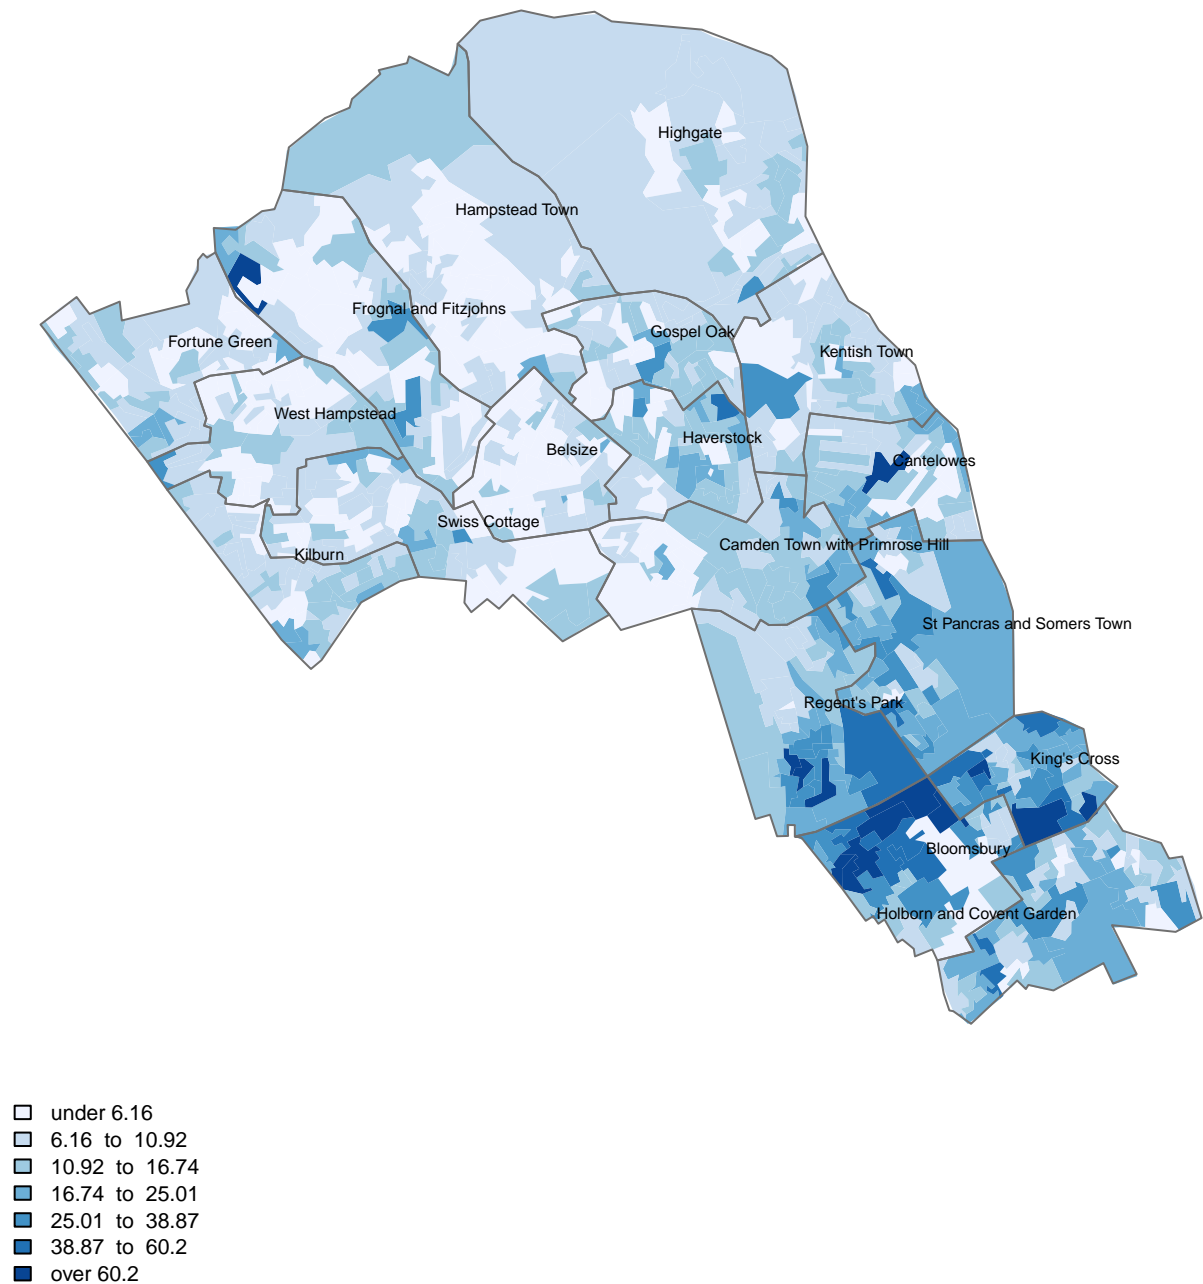 Highgate
Hampstead Town
Frognal and Fitzjohns
Gospel Oak
Fortune Green
Kentish Town
West Hampstead
Haverstock
Belsize
Cantelowes
Swiss Cottage
Camden Town with Primrose Hill
Kilburn
St Pancras and Somers Town
Regent's Park
King's Cross
Bloomsbury
Holborn and Covent Garden
under 6.16
6.16 to 10.92
10.92 to 16.74
16.74 to 25.01
25.01 to 38.87
38.87 to 60.2
over 60.2